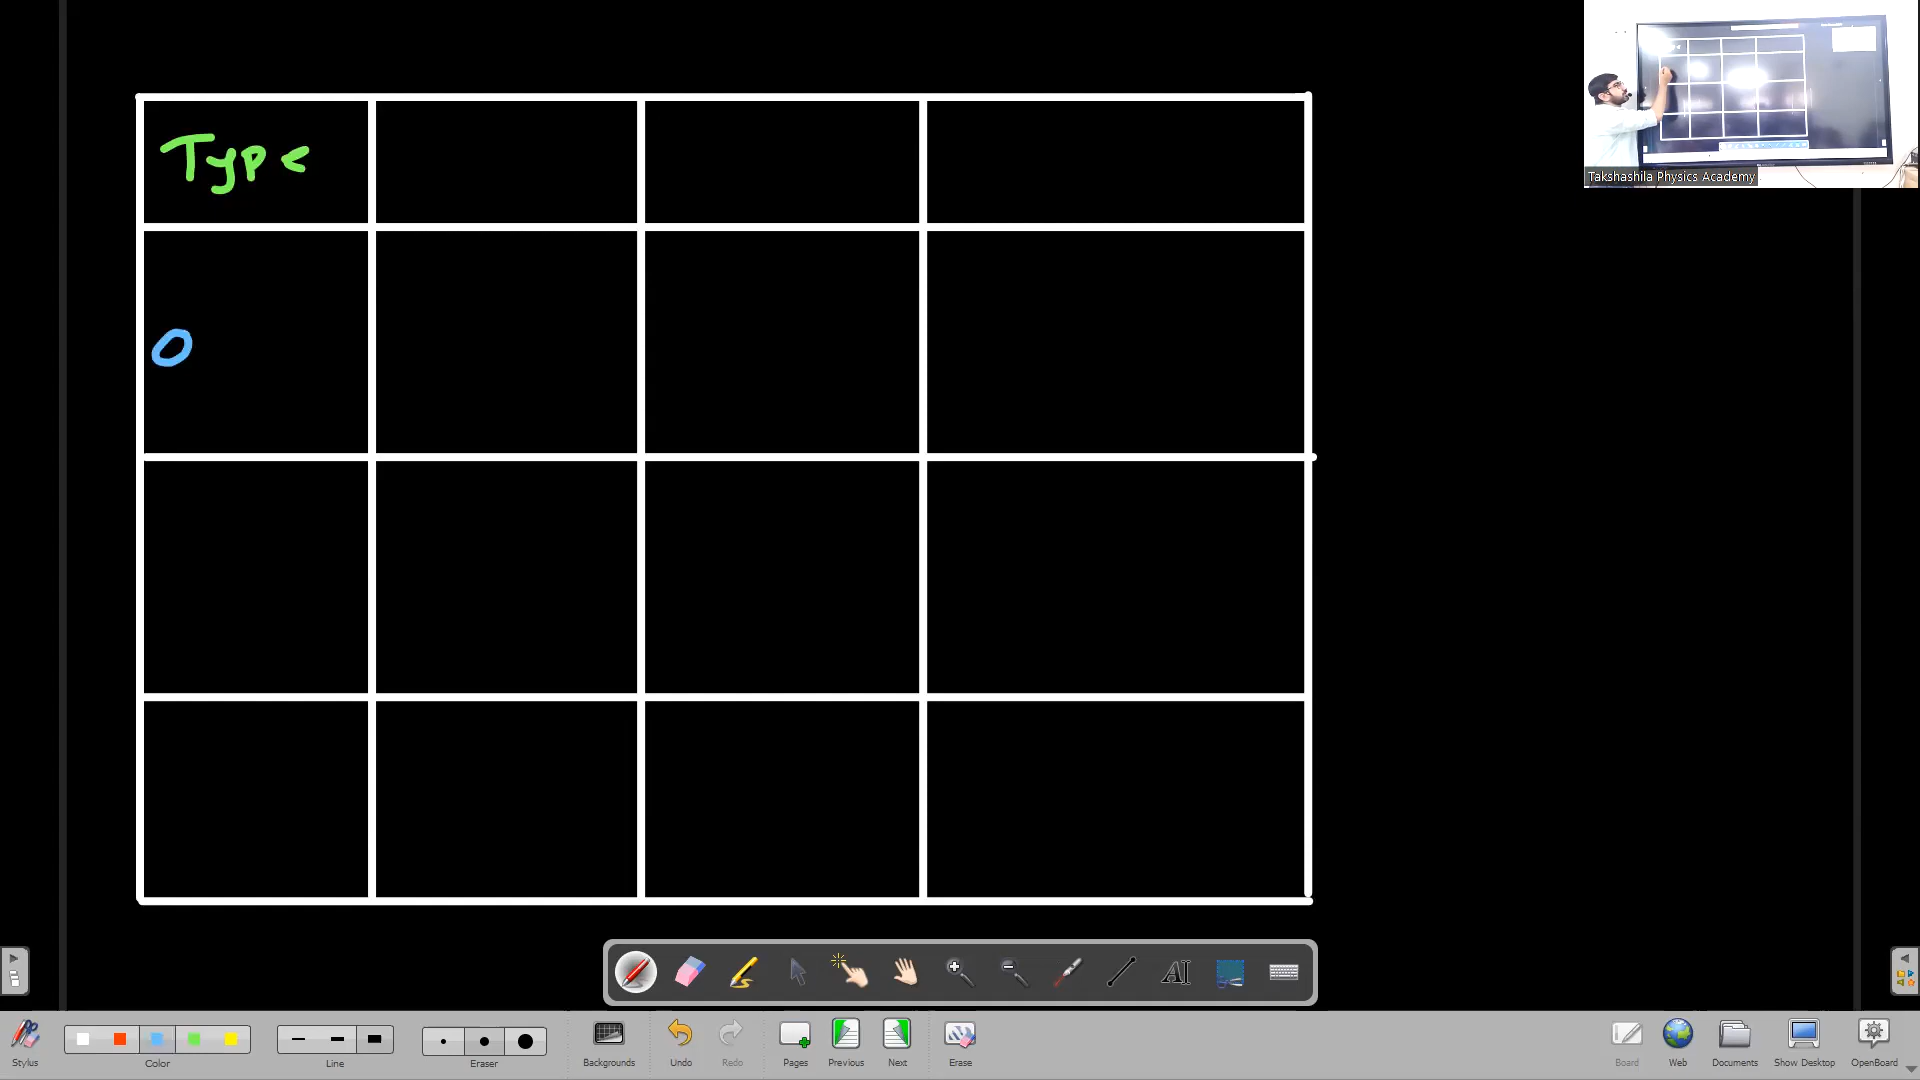 Takshashila Physics Academy
Type
O
Stylus
Color
Line
Eraser
Backgrounds
Undo
Redo
Pages
Previous
Next
Erase
Board
Web
Documents
Show Desktop
OpenBoard
AI